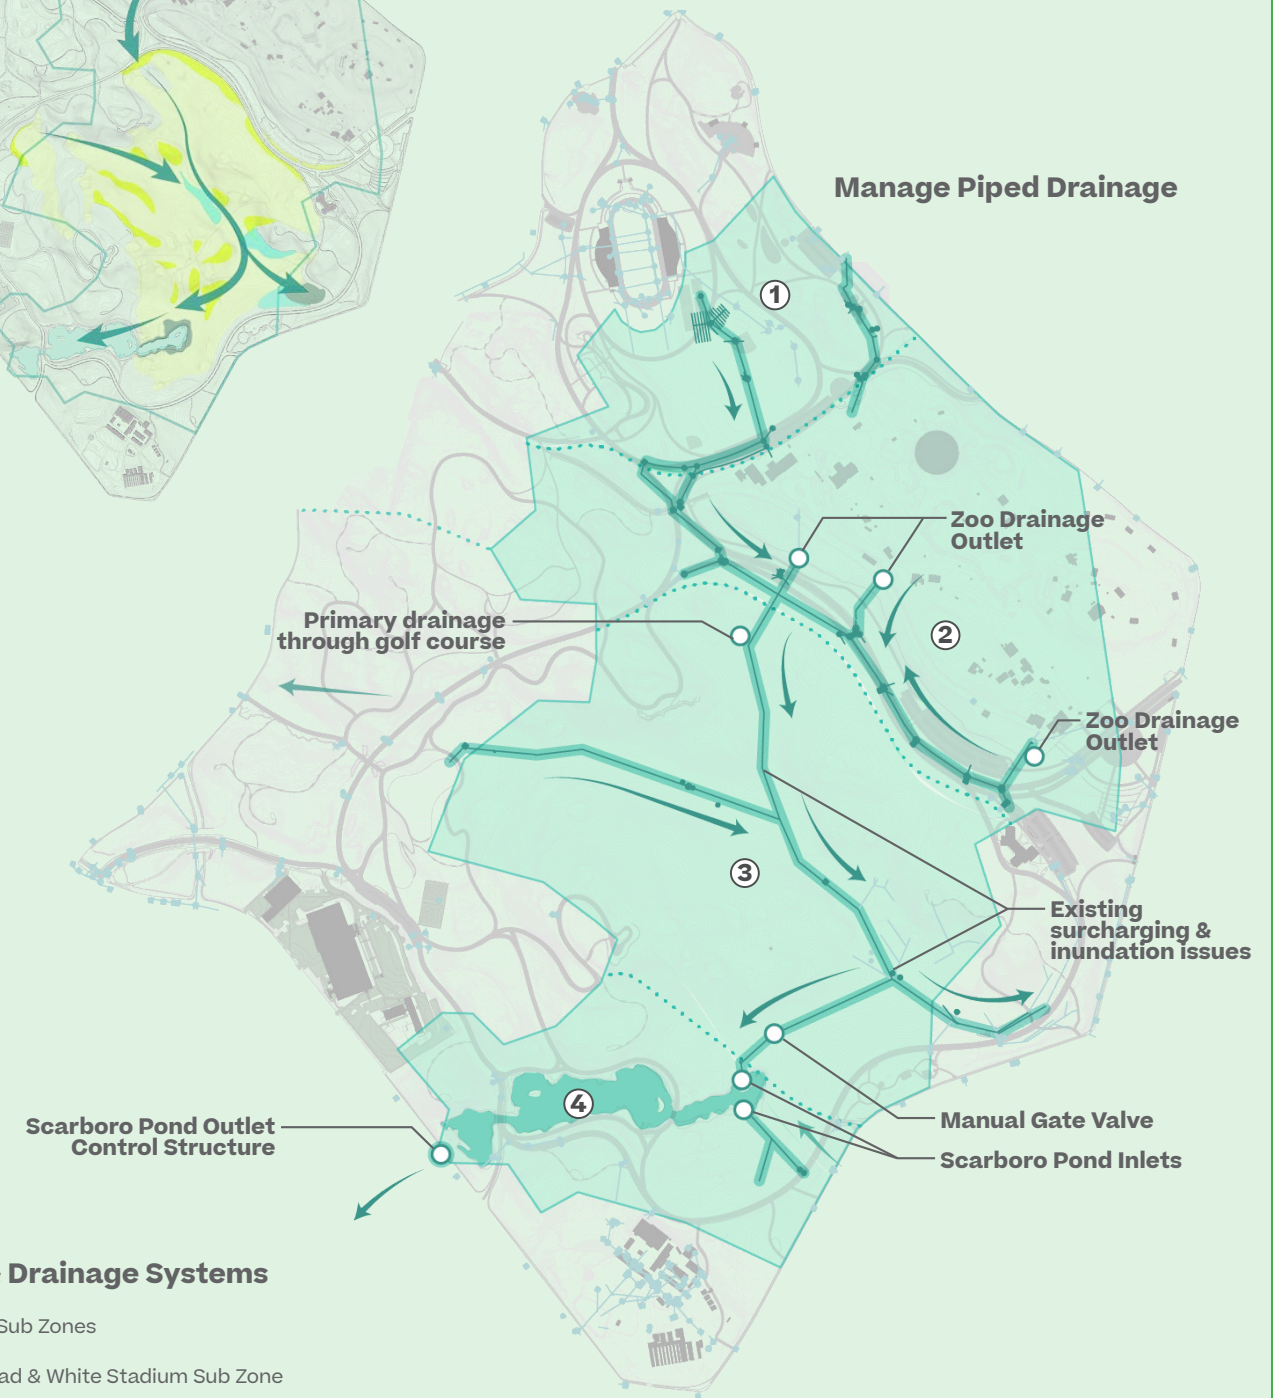 Manage Piped Drainage
1
Zoo Drainage
Outlet
Primary drainage
through golf course
2
Zoo Drainage
Outlet
3
Existing
surcharging &
inundation issues
4
Scarboro Pond Outlet
Control Structure
Manual Gate Valve
Scarboro Pond Inlets
Drainage Systems
Sub Zones
& White Stadium Sub Zone